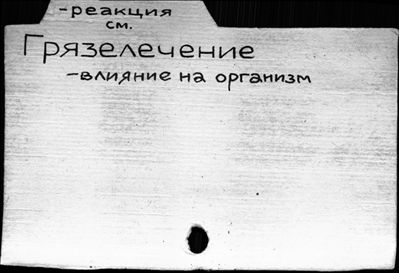 -реакция
см.
Грязелечение
-влияние на организм